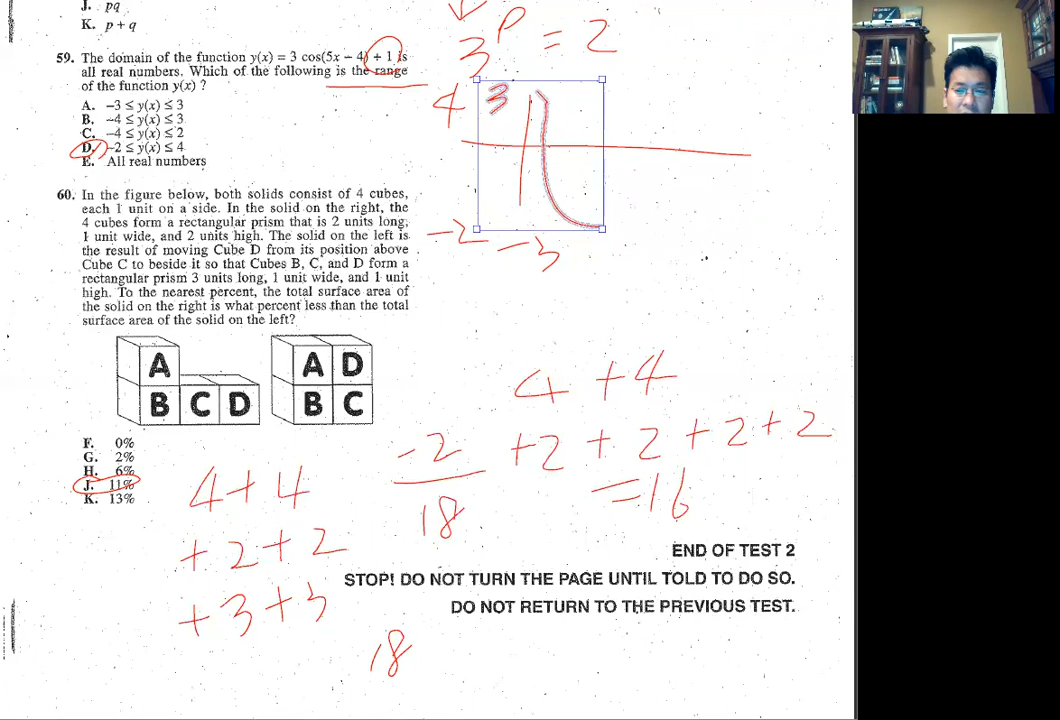 J. pq
K. p + q
3^p = 2
59. The domain of the function y(x) = 3 cos(5x − 4) + 1 is
all real numbers. Which of the following is the range
of the function y(x) ?
A. −3 ≤ y(x) ≤ 3
B. −4 ≤ y(x) ≤ 3
C. −4 ≤ y(x) ≤ 2
D. −2 ≤ y(x) ≤ 4
E. All real numbers
4 3
−2 −3
60. In the figure below, both solids consist of 4 cubes,
each 1 unit on a side. In the solid on the right, the
4 cubes form a rectangular prism that is 2 units long,
1 unit wide, and 2 units high. The solid on the left is
the result of moving Cube D from its position above
Cube C to beside it so that Cubes B, C, and D form a
rectangular prism 3 units long, 1 unit wide, and 1 unit
high. To the nearest percent, the total surface area of
the solid on the right is what percent less than the total
surface area of the solid on the left?
A
B C D
A D
B C
F. 0%
G. 2%
H. 6%
J. 11%
K. 13%
4 + 4
+2 + 2 + 2 + 2
= 16
−2
18
4 + 4
+ 2 + 2
+ 3 + 3
18
END OF TEST 2
STOP! DO NOT TURN THE PAGE UNTIL TOLD TO DO SO.
DO NOT RETURN TO THE PREVIOUS TEST.